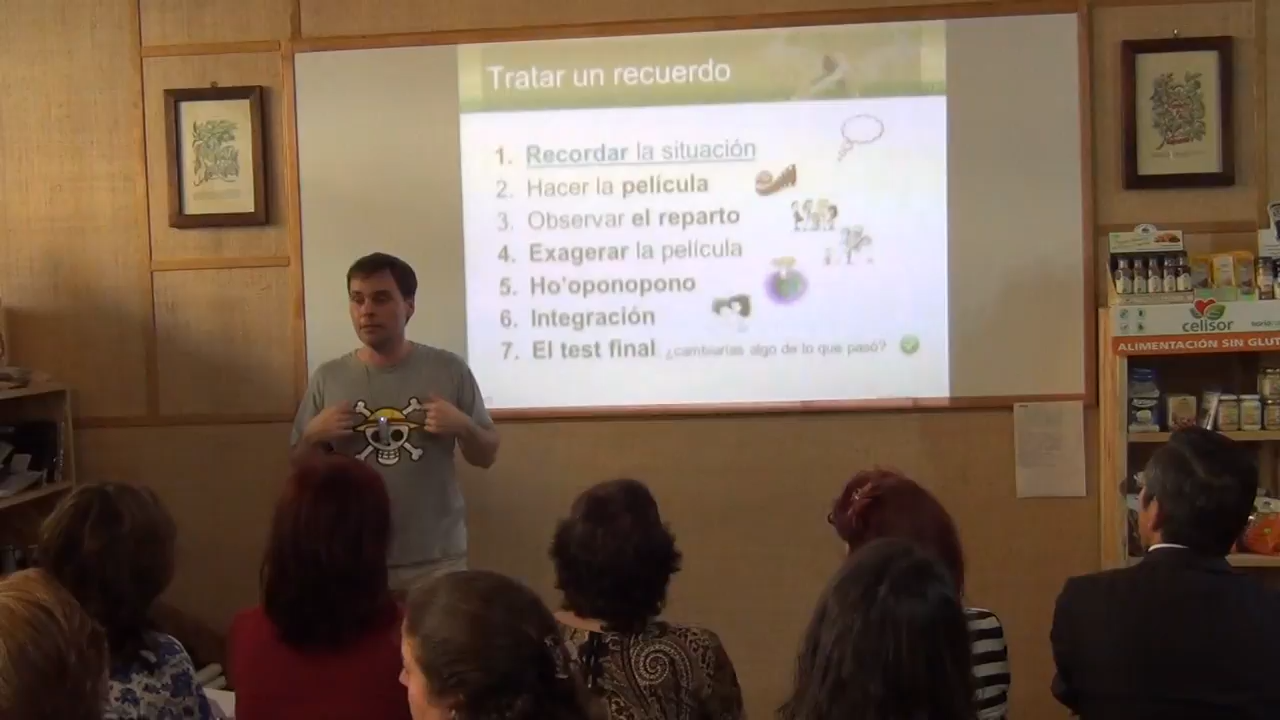 Tratar un recuerdo
1. Recordar la situación
2. Hacer la película
3. Observar el reparto
4. Exagerar la película
5. Ho'oponopono
6. Integración
7. El test final ¿cambiarías algo de lo que pasó?
celisor
ALIMENTACIÓN SIN GLUT